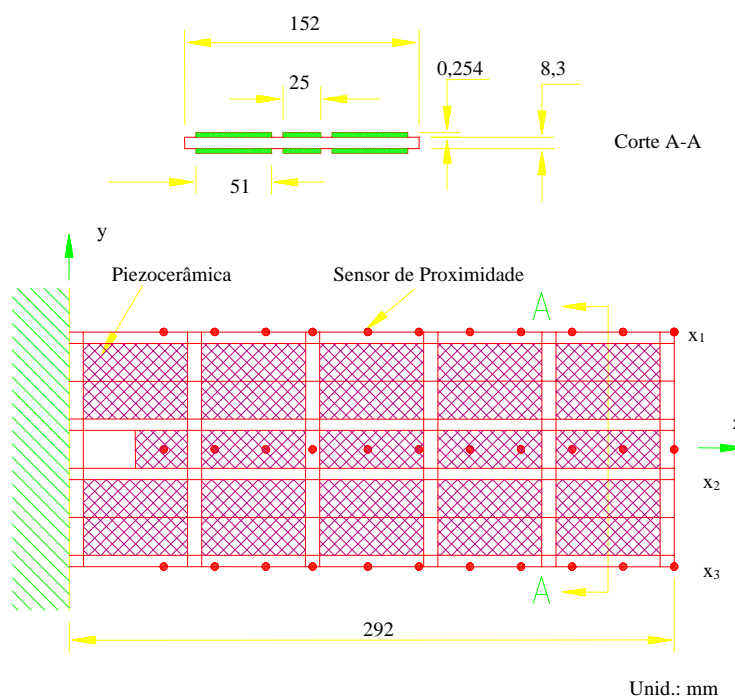 152
25
0,254
8,3
Corte A-A
51
y
Piezocerâmica
Sensor de Proximidade
A
x1
x
x2
A
x3
292
Unid.: mm